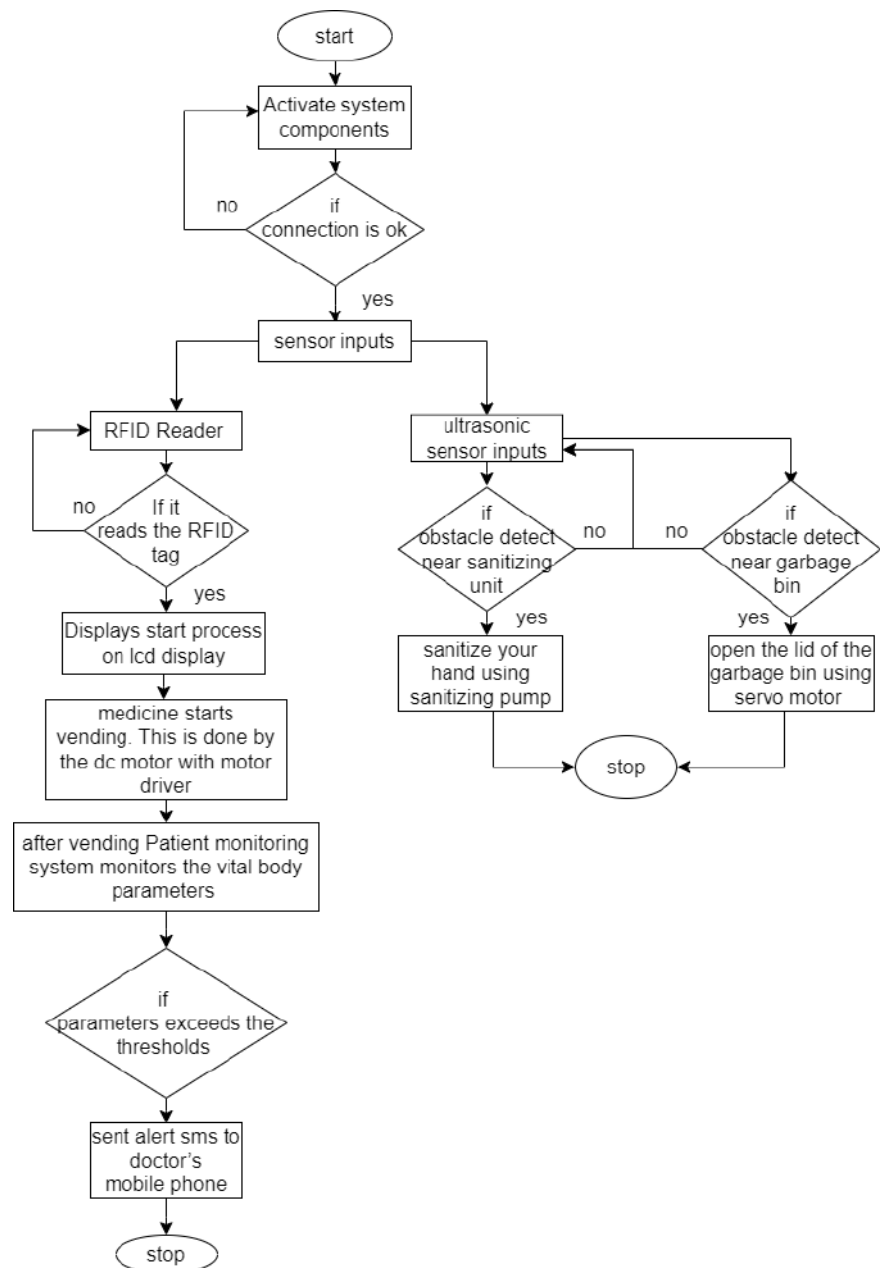 start
Activate system
components
no
if
connection is ok
yes
sensor inputs
RFID Reader
no
If it
reads the RFID
tag
yes
Displays start process
on lcd display
medicine starts
vending. This is done by
the dc motor with motor
driver
after vending Patient monitoring
system monitors the vital body
parameters
if
parameters exceeds the
thresholds
sent alert sms to
doctor's
mobile phone
stop
ultrasonic
sensor inputs
if
obstacle detect
near sanitizing
unit
no
no
if
obstacle detect
near garbage
bin
yes
sanitize your
hand using
sanitizing pump
yes
open the lid of the
garbage bin using
servo motor
stop